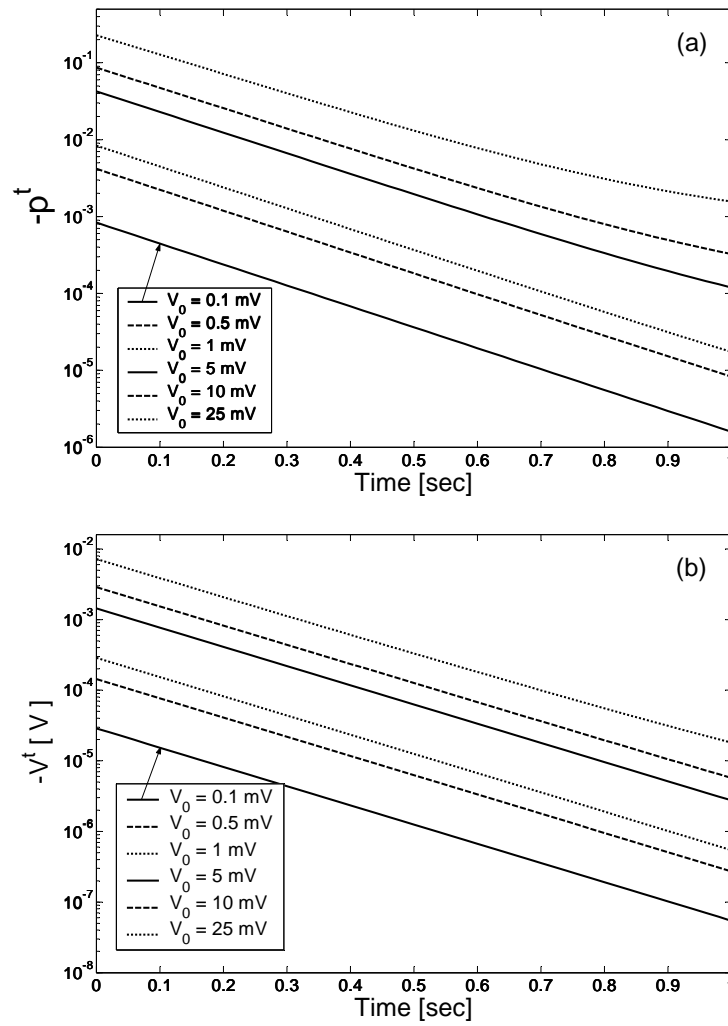 (a)
10^-1
10^-2
10^-3
10^-4
10^-5
10^-6
-p^t
V_0 = 0.1 mV
V_0 = 0.5 mV
V_0 = 1 mV
V_0 = 5 mV
V_0 = 10 mV
V_0 = 25 mV
0 0.1 0.2 0.3 0.4 0.5 0.6 0.7 0.8 0.9 1
Time [sec]
(b)
10^-2
10^-3
10^-4
10^-5
10^-6
10^-7
10^-8
-V^t [ V ]
V_0 = 0.1 mV
V_0 = 0.5 mV
V_0 = 1 mV
V_0 = 5 mV
V_0 = 10 mV
V_0 = 25 mV
0 0.1 0.2 0.3 0.4 0.5 0.6 0.7 0.8 0.9
Time [sec]